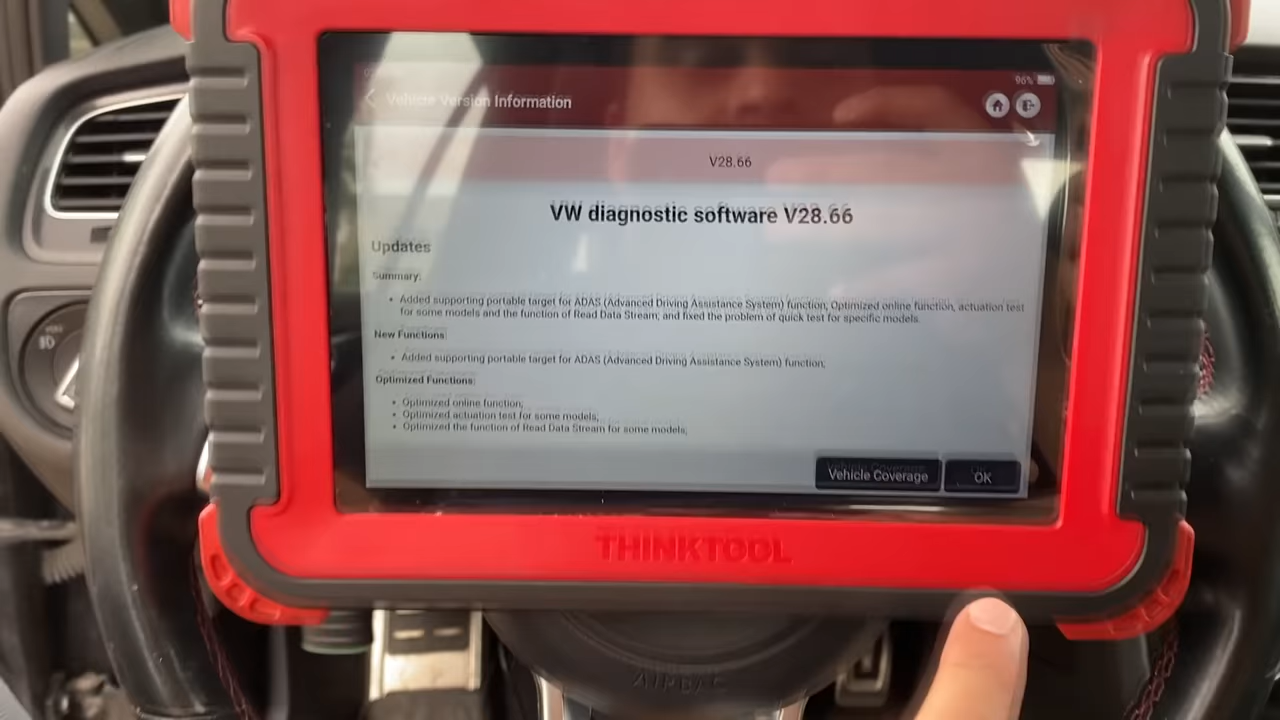 96%
Vehicle Version Information
V28.66
VW diagnostic software V28.66
Updates
Summary:
Added supporting portable target for ADAS (Advanced Driving Assistance System) function; Optimized online function, actuation test
for some models and the function of Read Data Stream; and fixed the problem of quick test for specific models.
New Functions:
Added supporting portable target for ADAS (Advanced Driving Assistance System) function;
Optimized Functions:
Optimized online function;
Optimized actuation test for some models;
Optimized the function of Read Data Stream for some models;
Vehicle Coverage
OK
THINKTOOL
AIRBAG